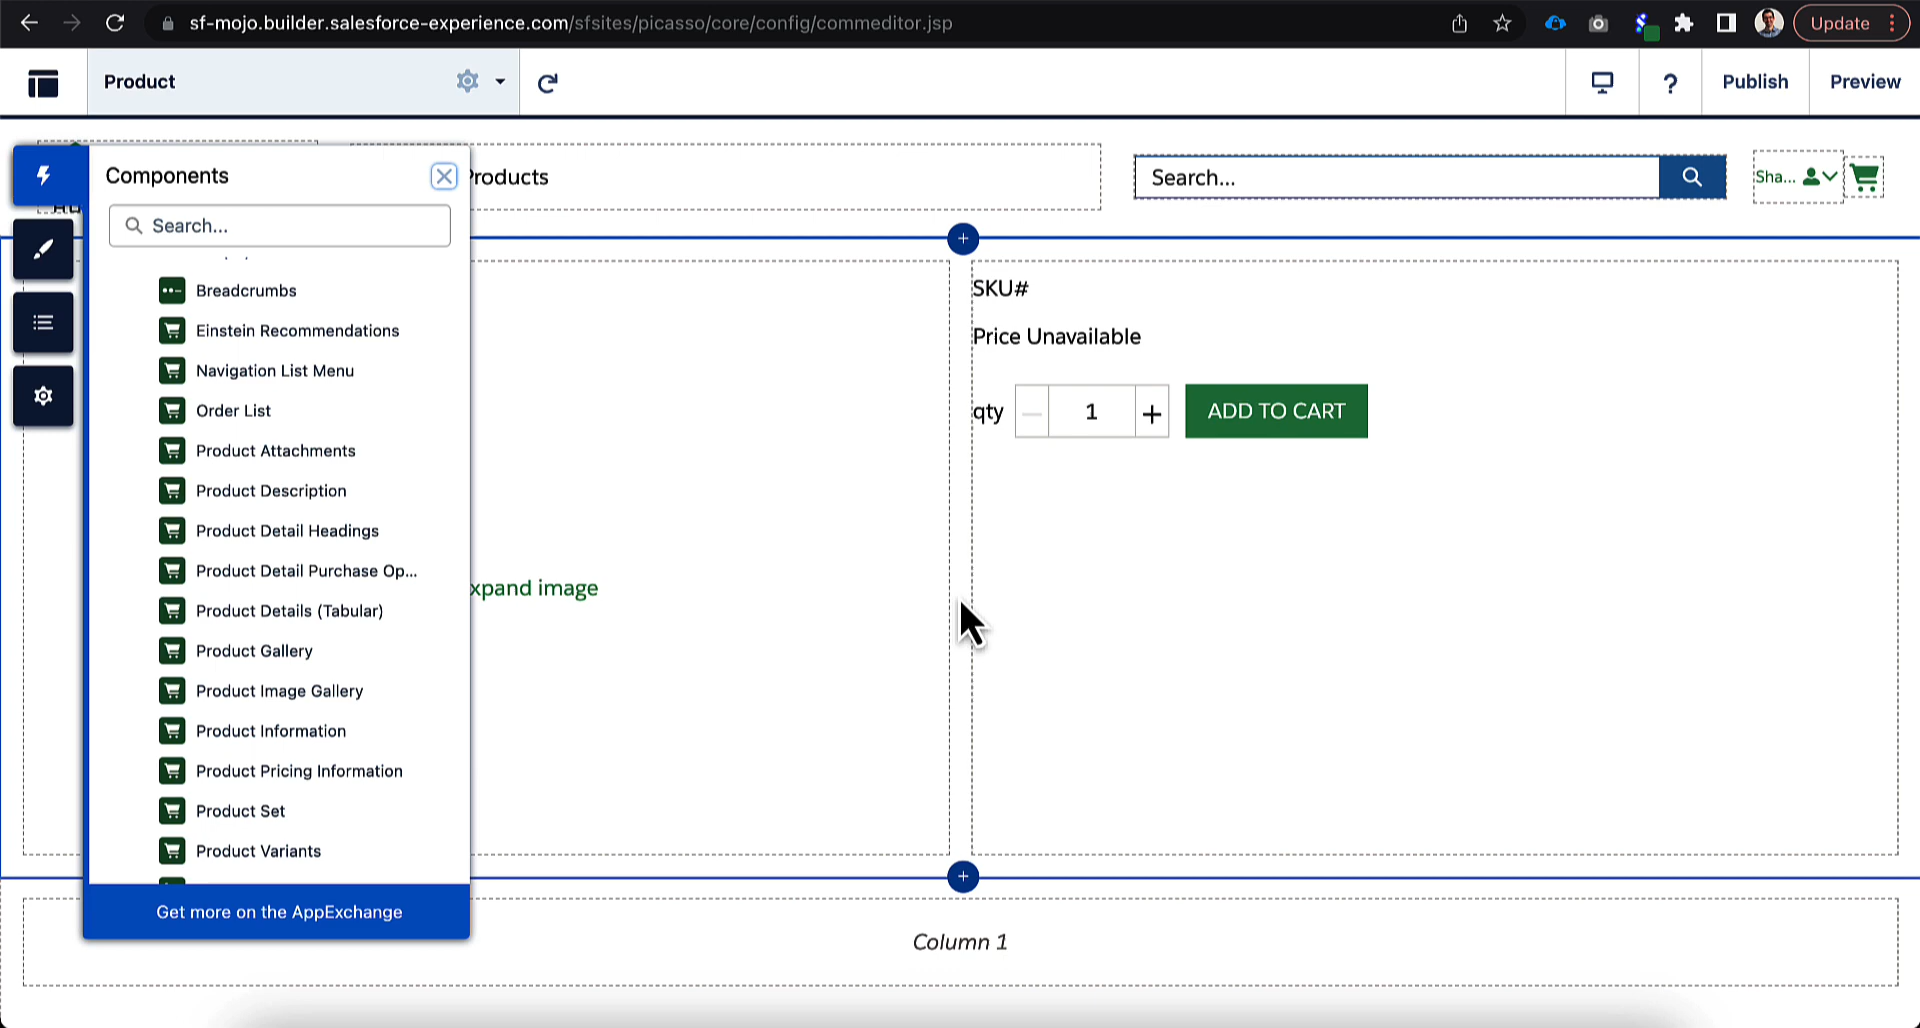 sf-mojo.builder.salesforce-experience.com/sfsites/picasso/core/config/commeditor.jsp
Update
Product
?
Publish
Preview
Components
Products
Search...
Sha...
Search...
Breadcrumbs
Einstein Recommendations
Navigation List Menu
Order List
Product Attachments
Product Description
Product Detail Headings
Product Detail Purchase Op...
Product Details (Tabular)
Product Gallery
Product Image Gallery
Product Information
Product Pricing Information
Product Set
Product Variants
Get more on the AppExchange
xpand image
SKU#
Price Unavailable
qty
1
ADD TO CART
Column 1